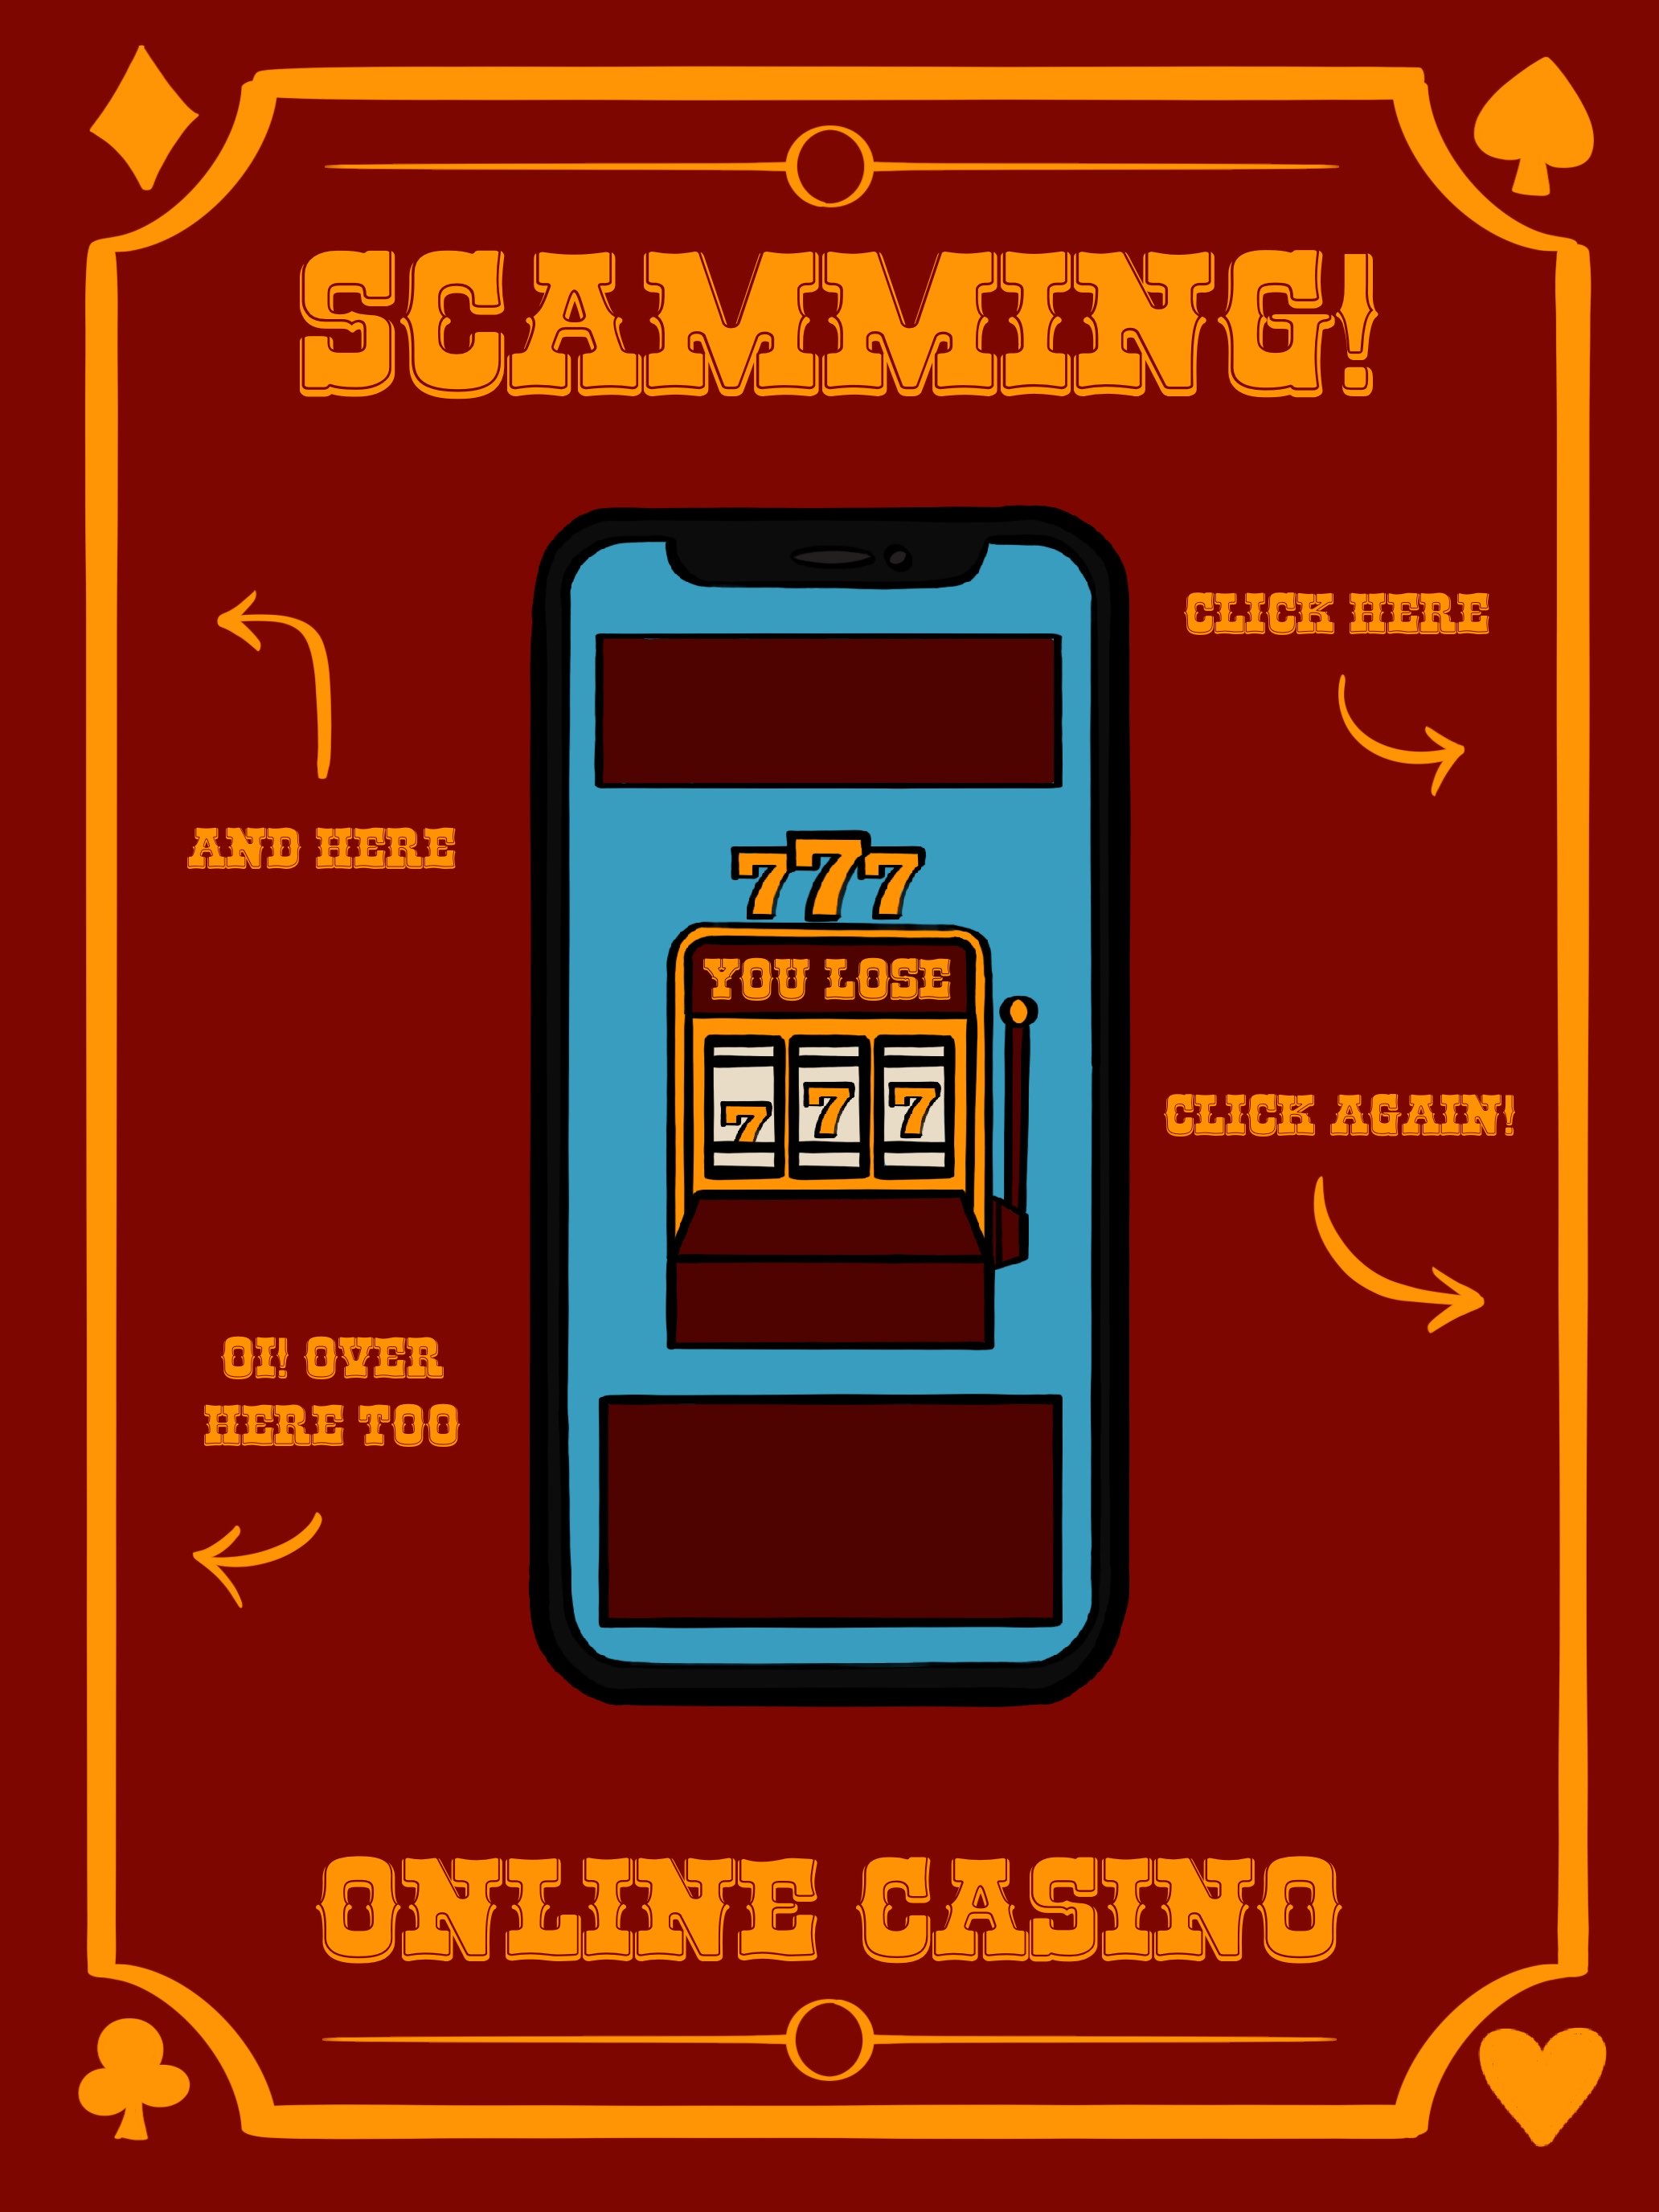 SCAMMING!
CLICK HERE
AND HERE
777
YOU LOSE
7 7 7
CLICK AGAIN!
OI! OVER
HERE TOO
ONLINE CASINO